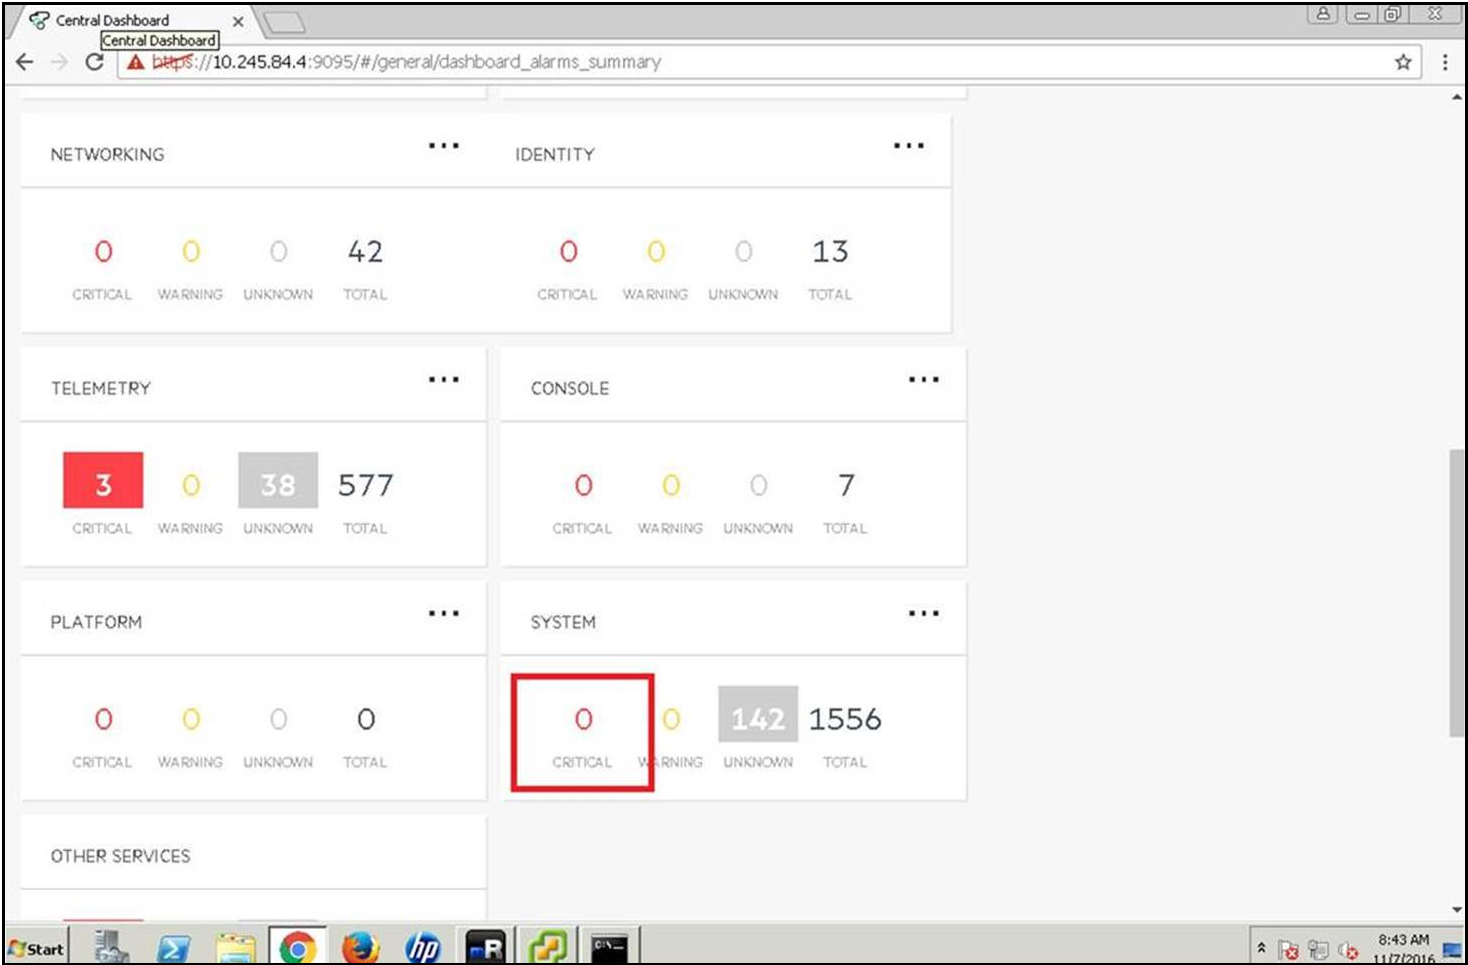 Central Dashboard
Central Dashboard
https://10.245.84.4:9095/#/general/dashboard_alarms_summary
NETWORKING
0 0 0 42
CRITICAL WARNING UNKNOWN TOTAL
IDENTITY
0 0 0 13
CRITICAL WARNING UNKNOWN TOTAL
TELEMETRY
3 0 38 577
CRITICAL WARNING UNKNOWN TOTAL
CONSOLE
0 0 0 7
CRITICAL WARNING UNKNOWN TOTAL
PLATFORM
0 0 0 0
CRITICAL WARNING UNKNOWN TOTAL
SYSTEM
0 0 142 1556
CRITICAL WARNING UNKNOWN TOTAL
OTHER SERVICES
Start
hp
R
C:\_
8:43 AM
11/7/2016